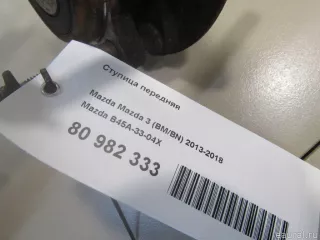 Ступица передняя
Mazda Mazda 3 (BM/BN) 2013-2018
Mazda B45A-33-04X
80 982 333